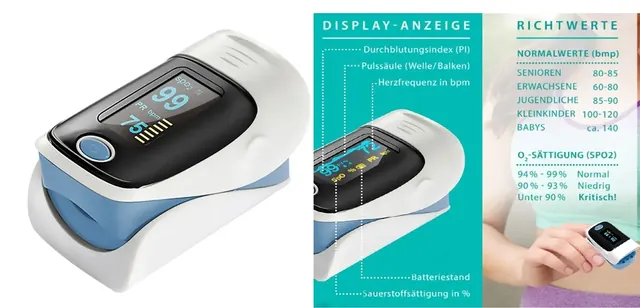 SpO₂ %
99
PR bpm
75
DISPLAY-ANZEIGE
Durchblutungsindex (PI)
Pulssäule (Welle/Balken)
Herzfrequenz in bpm
Batteriestand
Sauerstoffsättigung in %
RICHTWERTE
NORMALWERTE (bmp)
SENIOREN 80-85
ERWACHSENE 60-80
JUGENDLICHE 85-90
KLEINKINDER 100-120
BABYS ca. 140
O₂-SÄTTIGUNG (SPO2)
94% - 99% Normal
90% - 93% Niedrig
Unter 90% Kritisch!